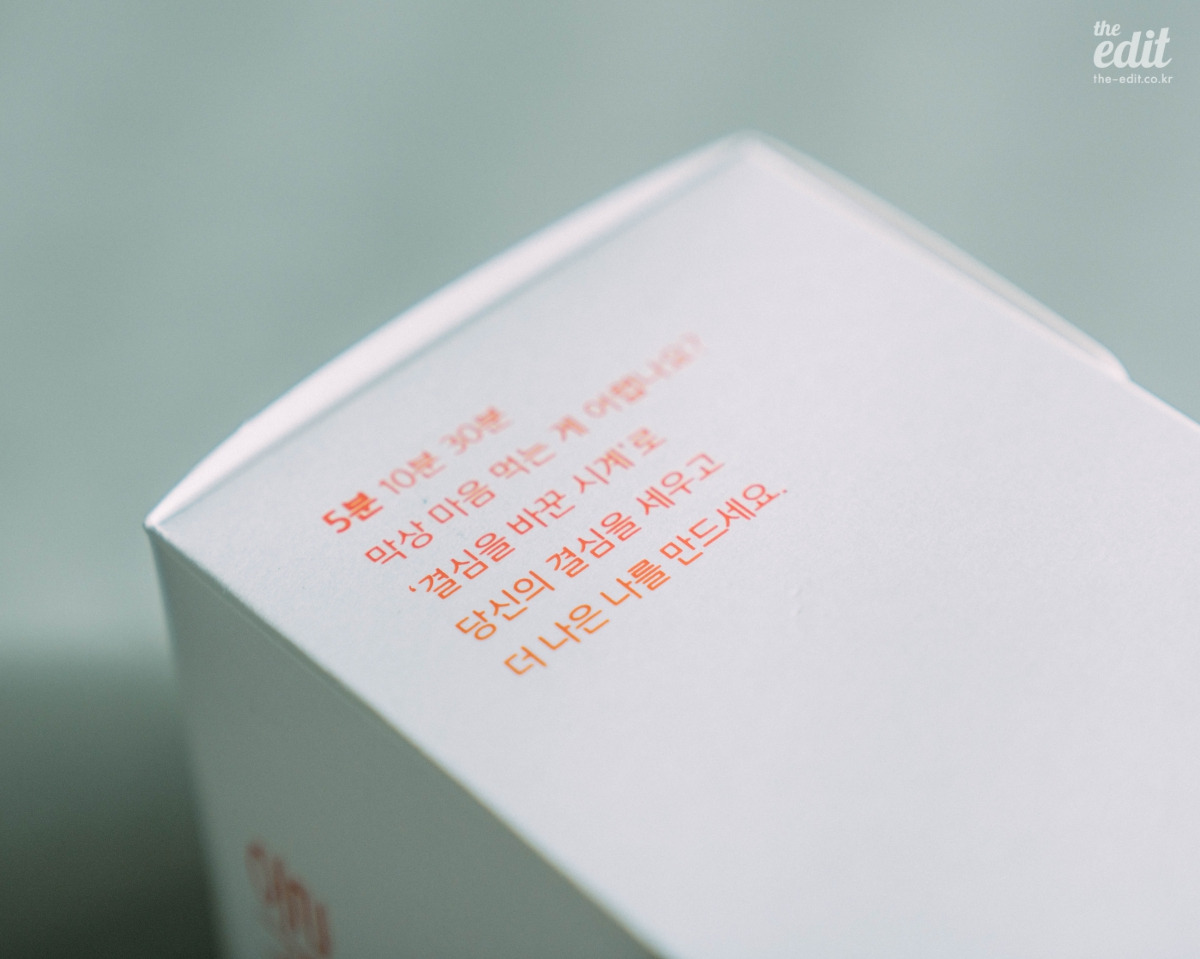 the
edit
the-edit.co.kr
5분 10분 30분
막상 마음 먹는 게 어렵나요?
‘결심을 바꾼 시계’로
당신의 결심을 세우고
더 나은 나를 만드세요.